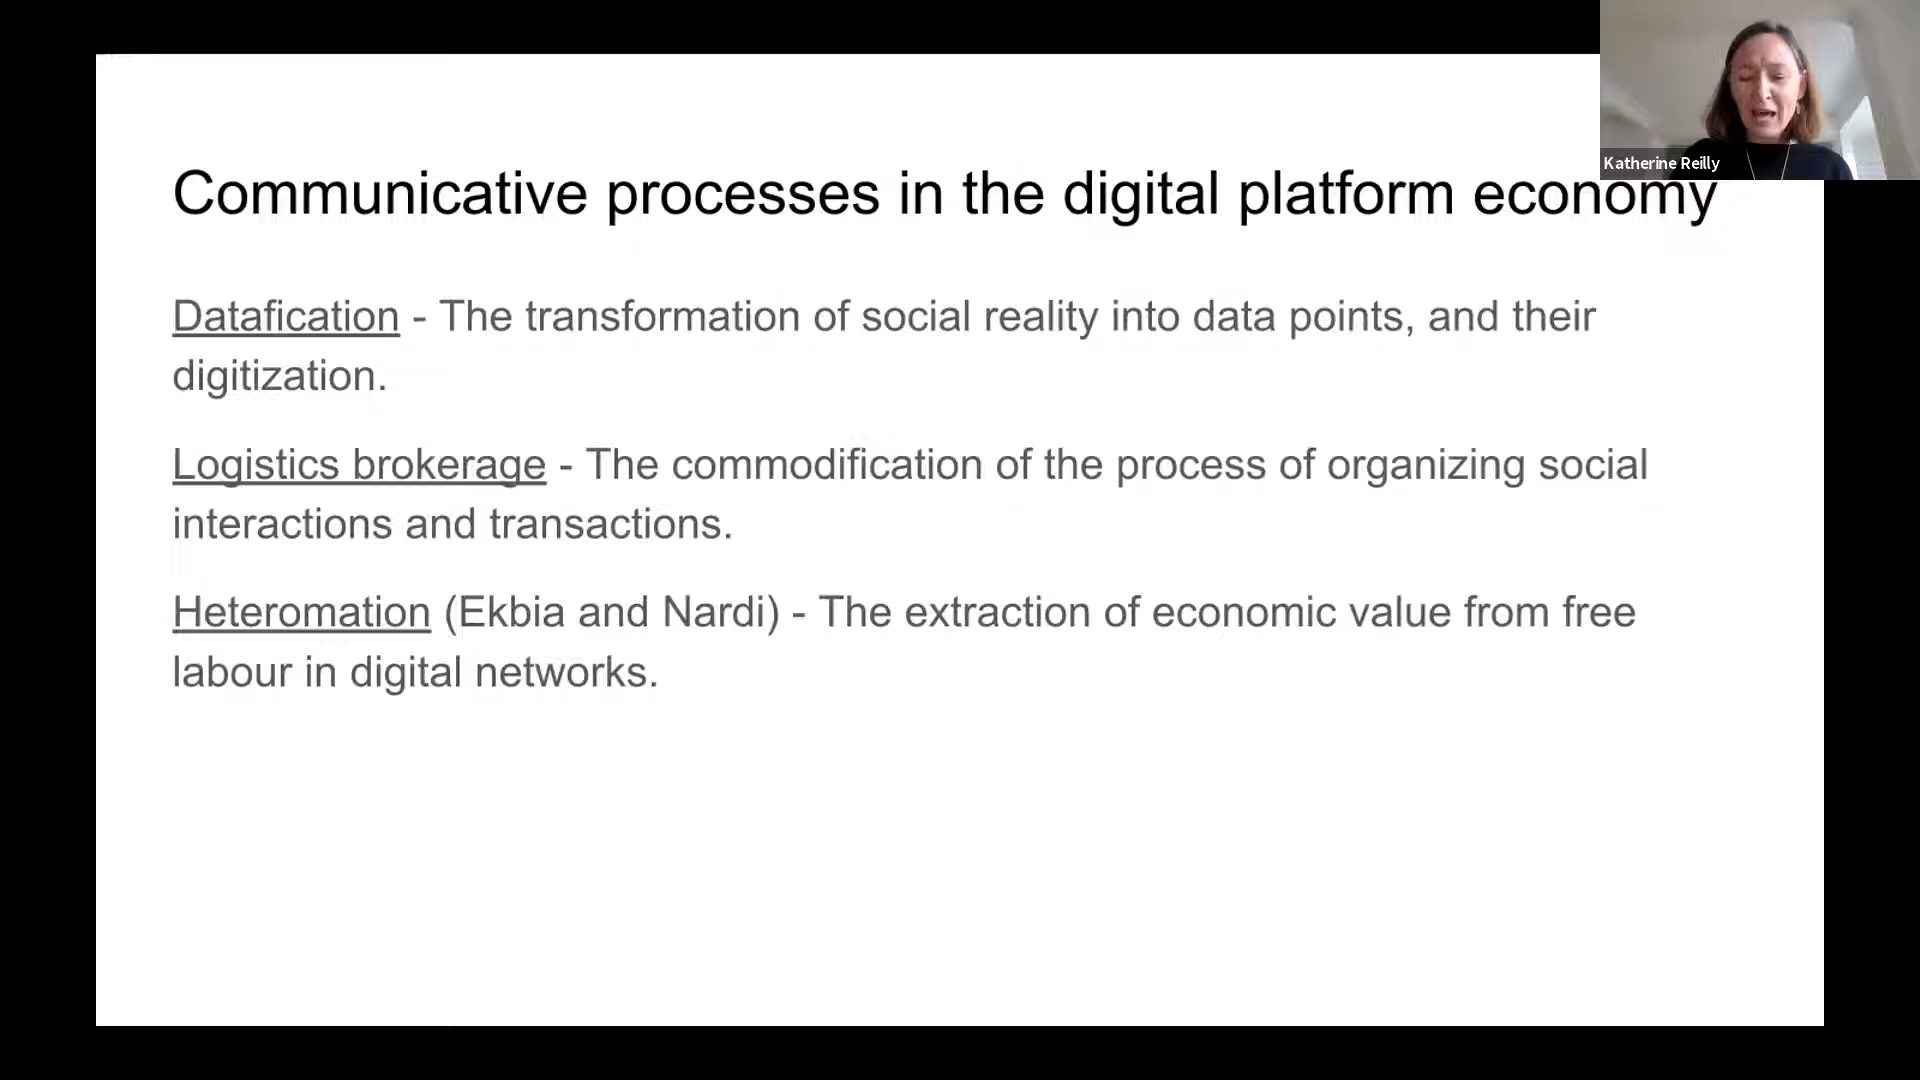 Katherine Reilly
Communicative processes in the digital platform economy
Datafication - The transformation of social reality into data points, and their
digitization.
Logistics brokerage - The commodification of the process of organizing social
interactions and transactions.
Heteromation (Ekbia and Nardi) - The extraction of economic value from free
labour in digital networks.